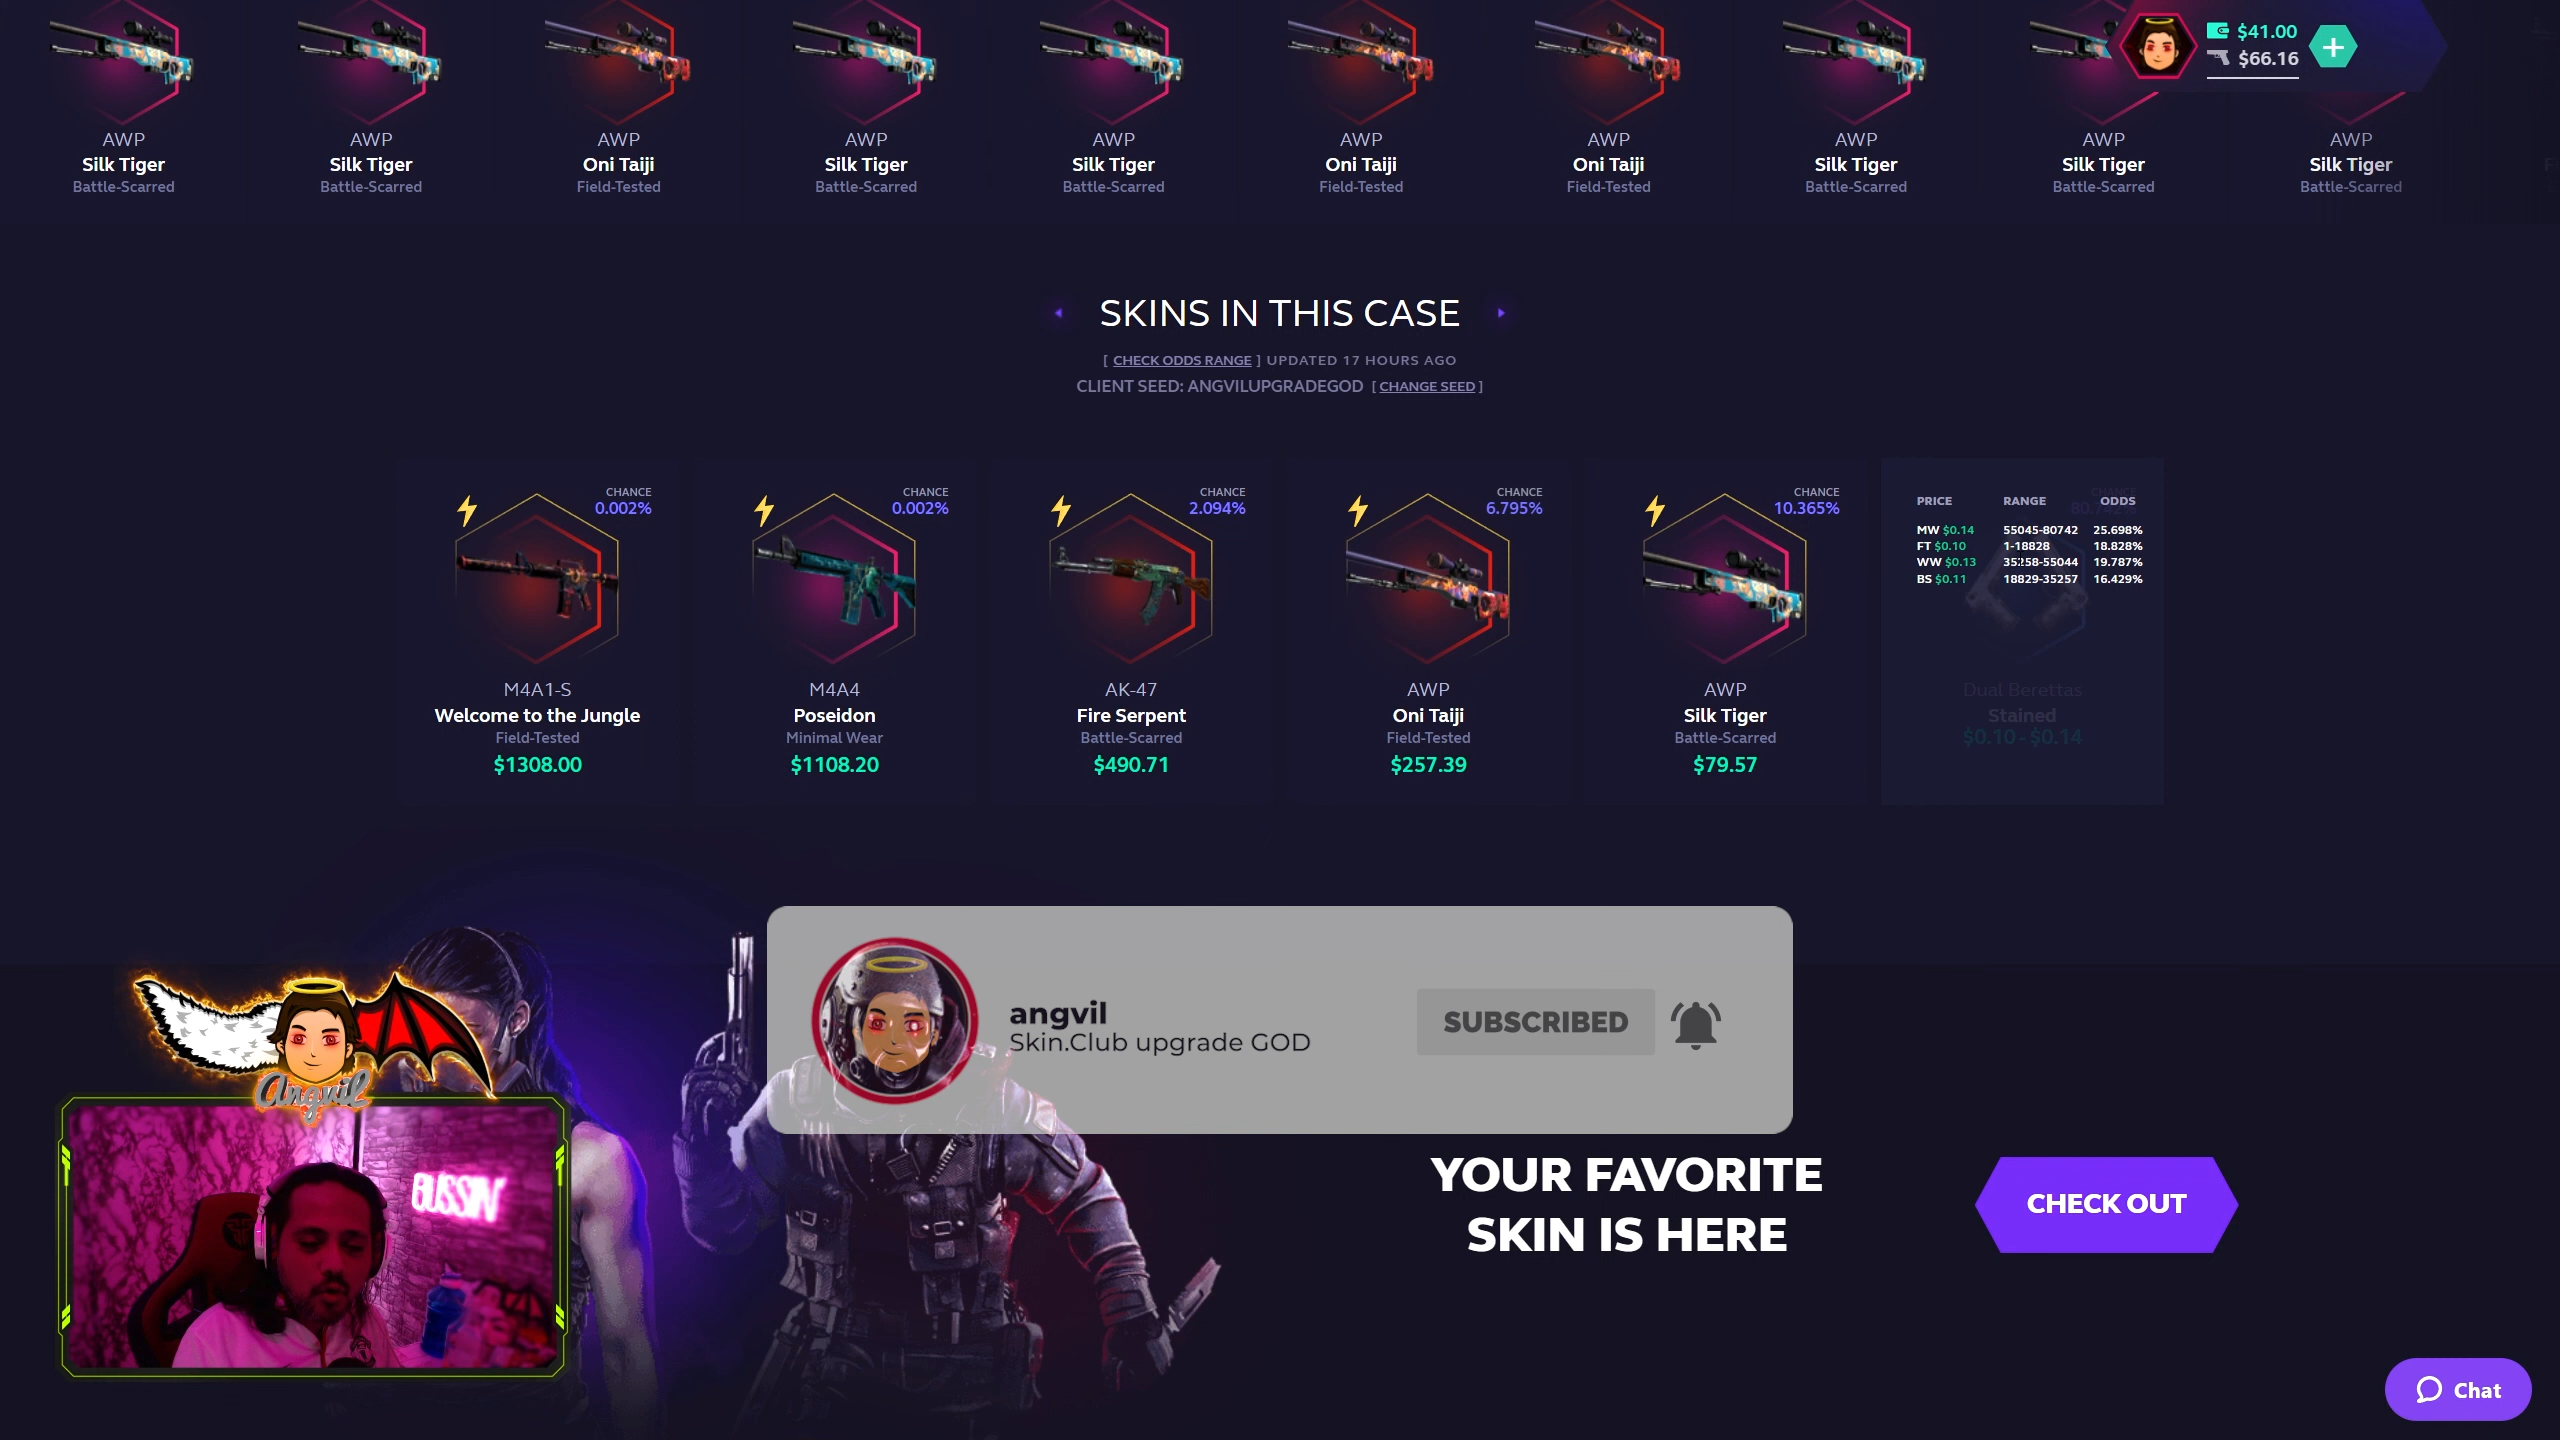 $41.00
$66.16
AWP
Silk Tiger
Battle-Scarred
AWP
Silk Tiger
Battle-Scarred
AWP
Oni Taiji
Field-Tested
AWP
Silk Tiger
Battle-Scarred
AWP
Silk Tiger
Battle-Scarred
AWP
Oni Taiji
Field-Tested
AWP
Oni Taiji
Field-Tested
AWP
Silk Tiger
Battle-Scarred
AWP
Silk Tiger
Battle-Scarred
AWP
Silk Tiger
Battle-Scarred
SKINS IN THIS CASE
[ CHECK ODDS RANGE ] UPDATED 17 HOURS AGO
CLIENT SEED: ANGVILUPGRADEGOD [ CHANGE SEED ]
CHANCE
0.002%
M4A1-S
Welcome to the Jungle
Field-Tested
$1308.00
CHANCE
0.002%
M4A4
Poseidon
Minimal Wear
$1108.20
CHANCE
2.094%
AK-47
Fire Serpent
Battle-Scarred
$490.71
CHANCE
6.795%
AWP
Oni Taiji
Field-Tested
$257.39
CHANCE
10.365%
AWP
Silk Tiger
Battle-Scarred
$79.57
CHANCE
80.742%
PRICE RANGE ODDS
MW $0.14 55045-80742 25.698%
FT $0.10 1-18828 18.828%
WW $0.13 35258-55044 19.787%
BS $0.11 18829-35257 16.429%
Dual Berettas
Stained
$0.10 - $0.14
angvil
Skin.Club upgrade GOD
SUBSCRIBED
Angvil
BUSSIN'
YOUR FAVORITE
SKIN IS HERE
CHECK OUT
Chat